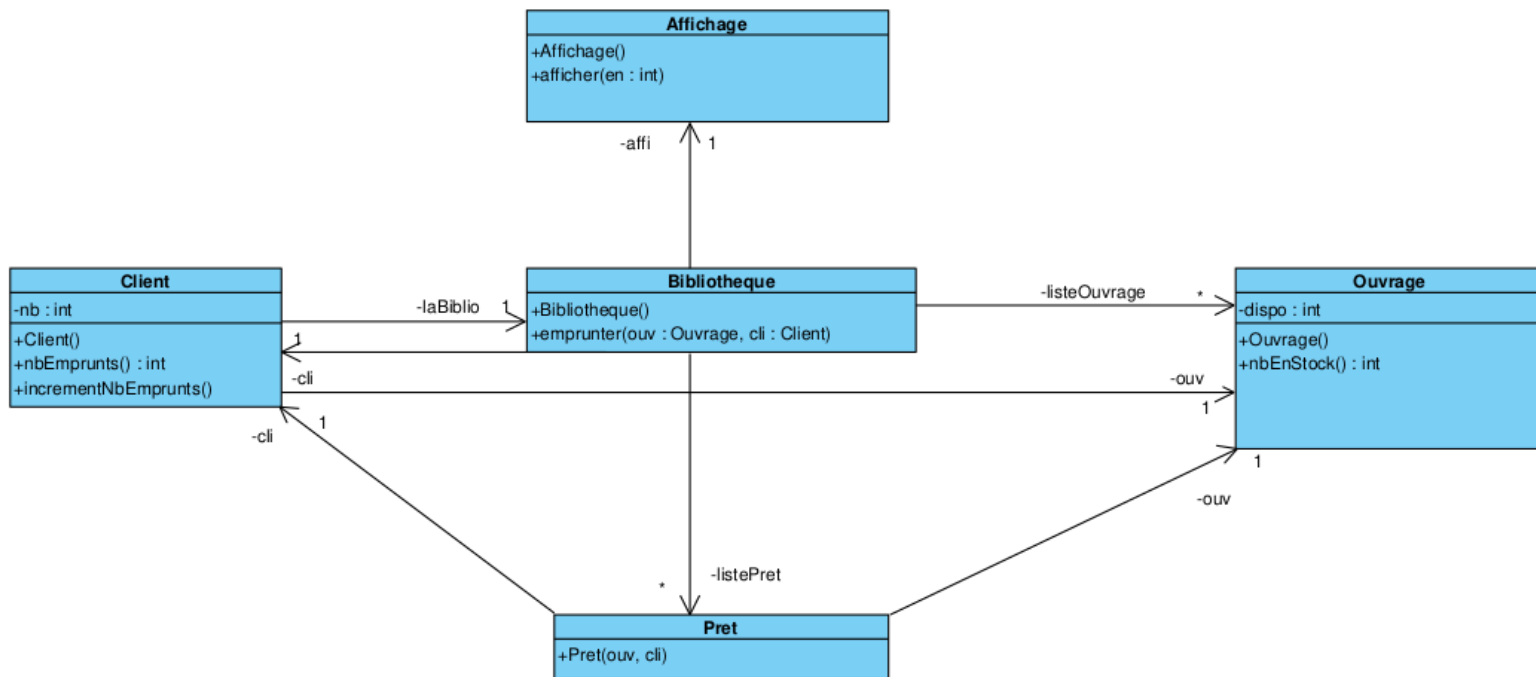 Affichage
+Affichage()
+afficher(en : int)
-affi
1
Client
-nb : int
+Client()
+nbEmprunts() : int
+incrementNbEmprunts()
-laBiblio
1
Bibliotheque
+Bibliotheque()
+emprunter(ouv : Ouvrage, cli : Client)
-listeOuvrage
*
Ouvrage
-dispo : int
+Ouvrage()
+nbEnStock() : int
1
-cli
-ouv
1
-cli
1
1
-ouv
*
-listePret
Pret
+Pret(ouv, cli)